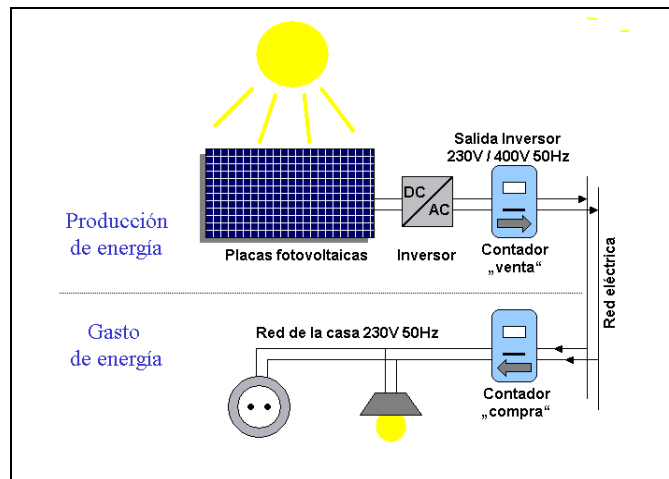 Salida Inversor
230V / 400V 50Hz
DC
AC
Producción
de energía
Placas fotovoltaicas
Inversor
Contador
„venta“
Red eléctrica
Gasto
de energía
Red de la casa 230V 50Hz
Contador
„compra“